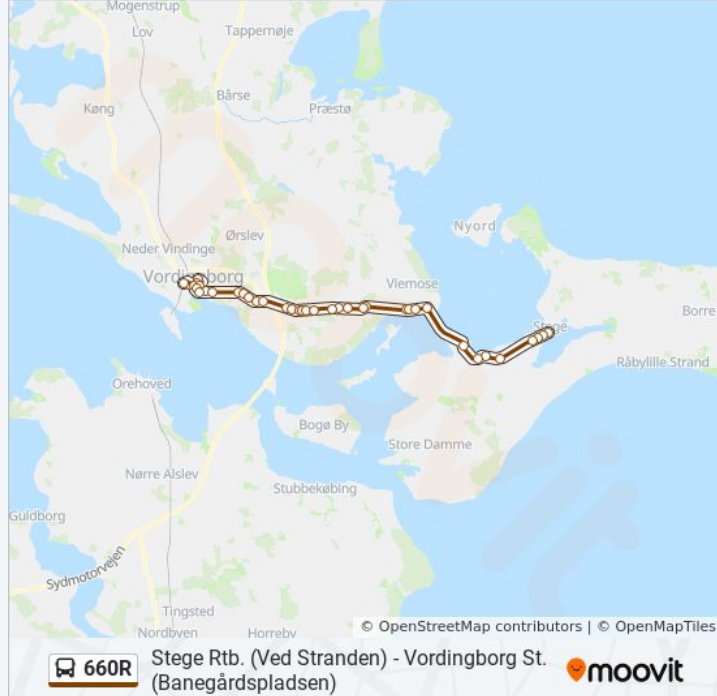 Mogenstrup
Lov
Tappernøje
Bårse
Køng
Præstø
Nyord
Ørslev
Neder Vindinge
Vordingborg
Viemose
Borre
Stege
Råbylille Strand
Orehoved
Bogø By
Store Damme
Nørre Alslev
Stubbekøbing
Guldborg
Sydmotorvejen
Tingsted
Nordbven
Horreby
© OpenStreetMap contributors | © OpenMapTiles
660R
Stege Rtb. (Ved Stranden) - Vordingborg St.
(Banegårdspladsen)
moovit